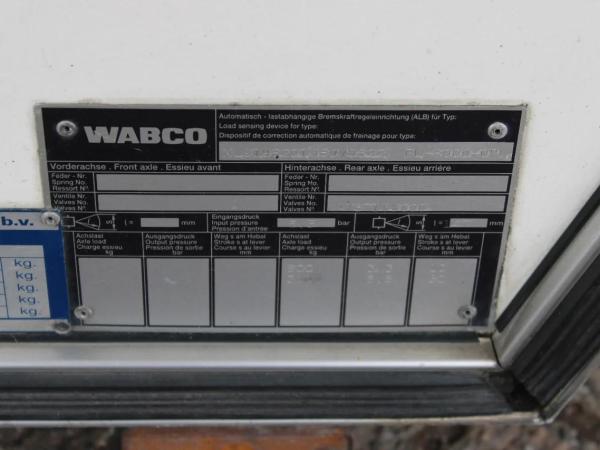 WABCO
Automatisch - lastabhängige Bremskraftregeleinrichtung (ALB) für Typ:
Load sensing device for type:
Dispositif de correction automatique de freinage pour type:
Vorderachse . Front axle . Essieu avant
Hinterachse . Rear axle . Essieu arrière
Feder - Nr.
Spring No.
Ressort Nº
Feder - Nr.
Spring No.
Ressort Nº
Ventile Nr.
Valves No.
Valves Nº
Ventile Nr.
Valves No.
Valves Nº
b.v.
l = mm
Eingangsdruck
Input pressure
Pression d'antrée
bar
l = mm
Achslast
Axle load
Charge essieu
kg
Ausgangsdruck
Output pressure
Pression de sortie
bar
Weg s am Hebel
Stroke s at lever
Course s au levier
mm
Achslast
Axle load
Charge essieu
kg
Ausgangsdruck
Output pressure
Pression de sortie
bar
Weg s am Hebel
Stroke s at lever
Course s au levier
mm
kg.
kg.
kg.
kg.
kg.